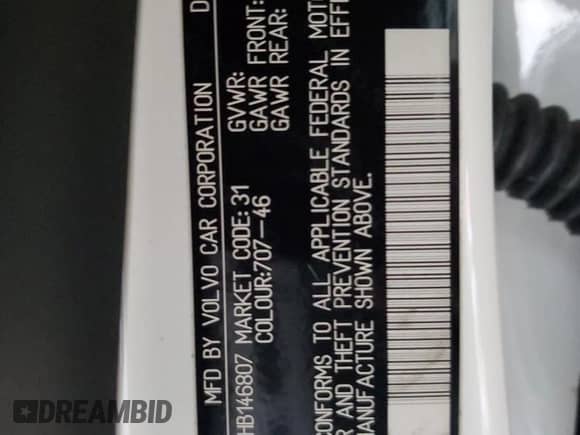 MFD BY VOLVO CAR CORPORATION D
HB146807 MARKET CODE:31 GVWR:
COLOUR:707-46 GAWR FRONT:
GAWR REAR:
CONFORMS TO ALL APPLICABLE FEDERAL MOT
R AND THEFT PREVENTION STANDARDS IN EFF
MANUFACTURE SHOWN ABOVE.
DREAMBID